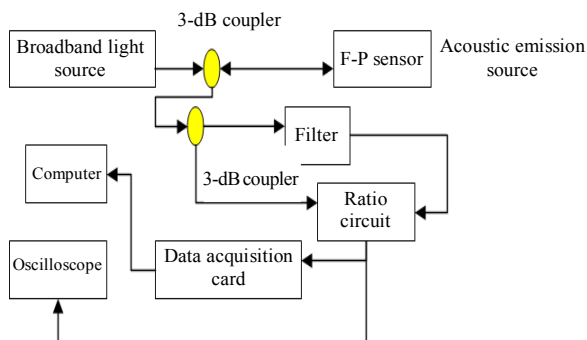 3-dB coupler
Broadband light
source
F-P sensor
Acoustic emission
source
Filter
3-dB coupler
Computer
Ratio
circuit
Oscilloscope
Data acquisition
card